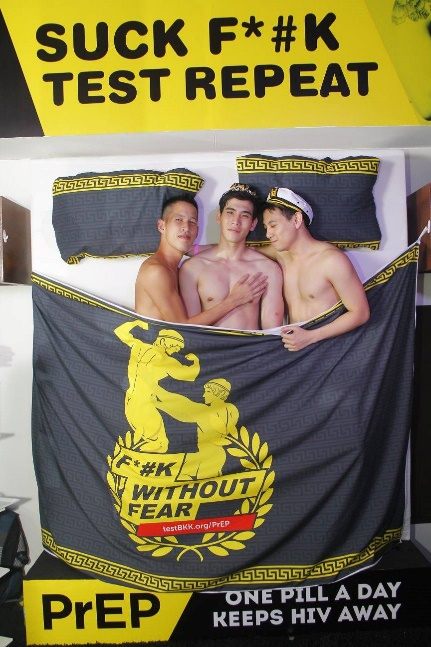 SUCK F*#K
TEST REPEAT
F*#K
WITHOUT
FEAR
testBKK.org/PrEP
PrEP
ONE PILL A DAY
KEEPS HIV AWAY